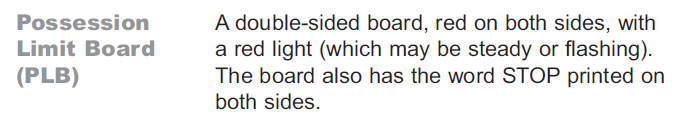 Possession
Limit Board
(PLB)
A double-sided board, red on both sides, with
a red light (which may be steady or flashing).
The board also has the word STOP printed on
both sides.